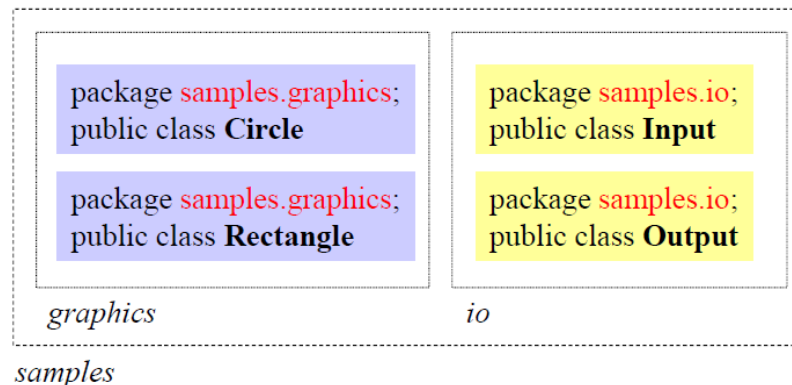 package samples.graphics;
public class Circle
package samples.graphics;
public class Rectangle
graphics
package samples.io;
public class Input
package samples.io;
public class Output
io
samples